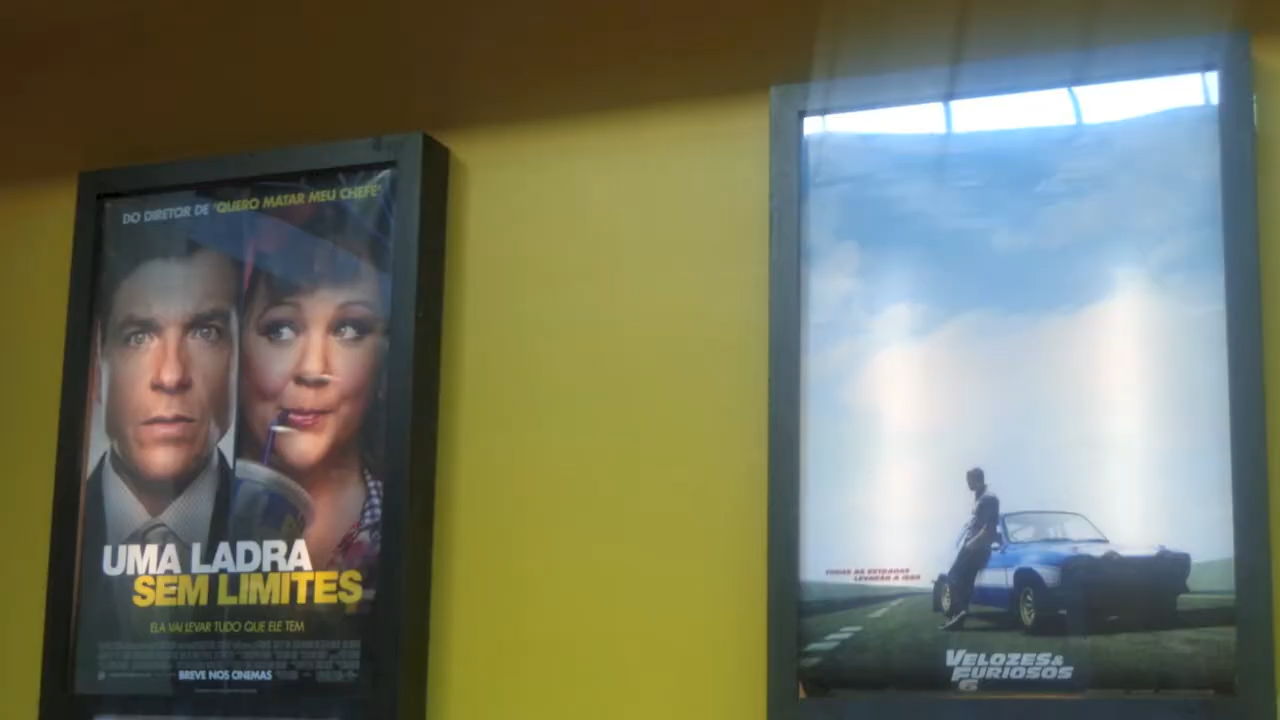 DO DIRETOR DE 'QUERO MATAR MEU CHEFE'
UMA LADRA
SEM LIMITES
ELA VAI LEVAR TUDO QUE ELE TEM
BREVE NOS CINEMAS
TODAS AS ESTRADAS
LEVARÃO A ISSO
VELOZES &
FURIOSOS
6